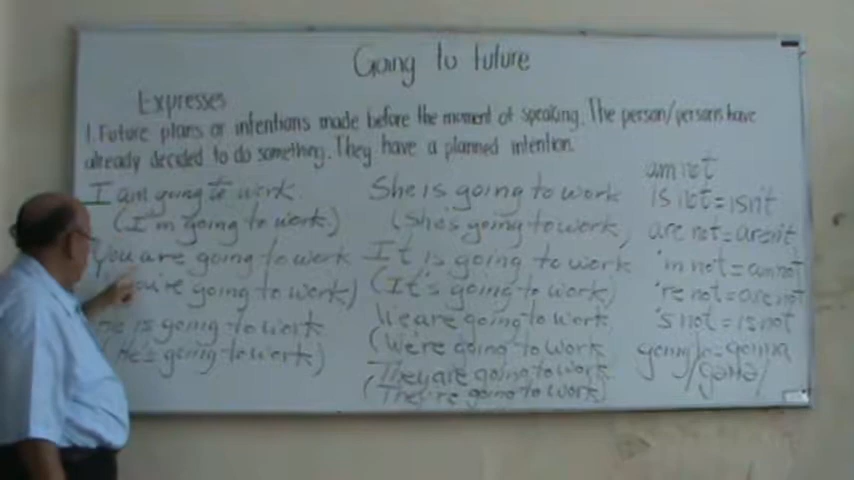 Going to future
Expresses
1. Future plans or intentions made before the moment of speaking. The person/persons have
already decided to do something. They have a planned intention.
I am going to work.
(I'm going to work.)
You are going to work
ou're going to work)
He is going to work
(He's going to work)
She is going to work
(She's going to work,
It is going to work
(It's going to work)
We are going to work
(We're going to work
They are going to work
(They're going to work)
am not
is not = isn't
are not = aren't
'm not = am not
're not = are not
's not = is not
going to = gonna